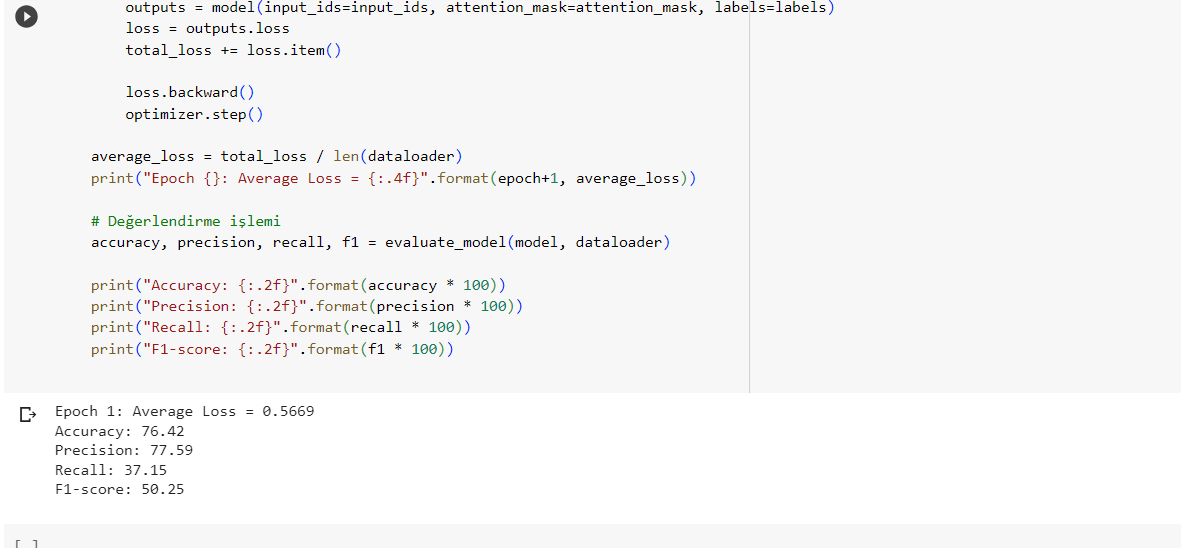 outputs = model(input_ids=input_ids, attention_mask=attention_mask, labels=labels)
loss = outputs.loss
total_loss += loss.item()
loss.backward()
optimizer.step()
average_loss = total_loss / len(dataloader)
print("Epoch {}: Average Loss = {:.4f}".format(epoch+1, average_loss))
# Değerlendirme işlemi
accuracy, precision, recall, f1 = evaluate_model(model, dataloader)
print("Accuracy: {:.2f}".format(accuracy * 100))
print("Precision: {:.2f}".format(precision * 100))
print("Recall: {:.2f}".format(recall * 100))
print("F1-score: {:.2f}".format(f1 * 100))
Epoch 1: Average Loss = 0.5669
Accuracy: 76.42
Precision: 77.59
Recall: 37.15
F1-score: 50.25
[ ]